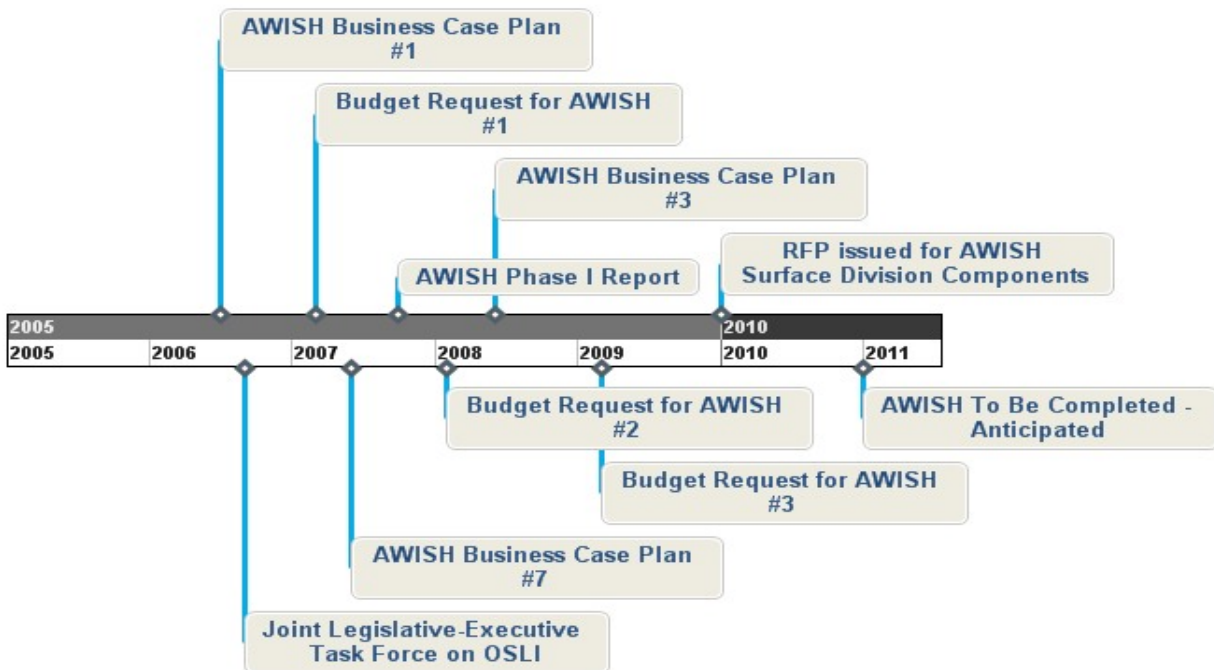 AWISH Business Case Plan
#1
Budget Request for AWISH
#1
AWISH Business Case Plan
#3
AWISH Phase I Report
RFP issued for AWISH
Surface Division Components
2005 2010
2005 2006 2007 2008 2009 2010 2011
Budget Request for AWISH
#2
AWISH To Be Completed -
Anticipated
Budget Request for AWISH
#3
AWISH Business Case Plan
#7
Joint Legislative-Executive
Task Force on OSLI